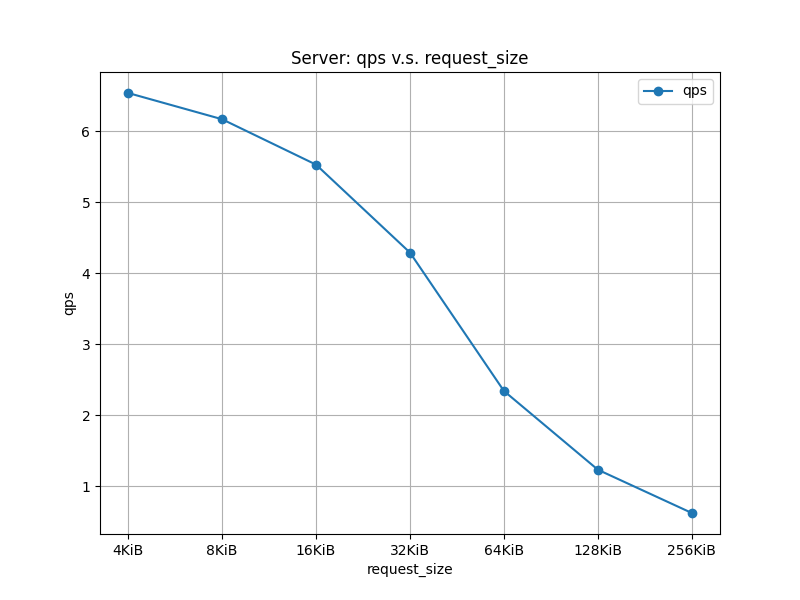 Server: qps v.s. request_size
qps
6
5
4
3
2
1
qps
4KiB 8KiB 16KiB 32KiB 64KiB 128KiB 256KiB
request_size